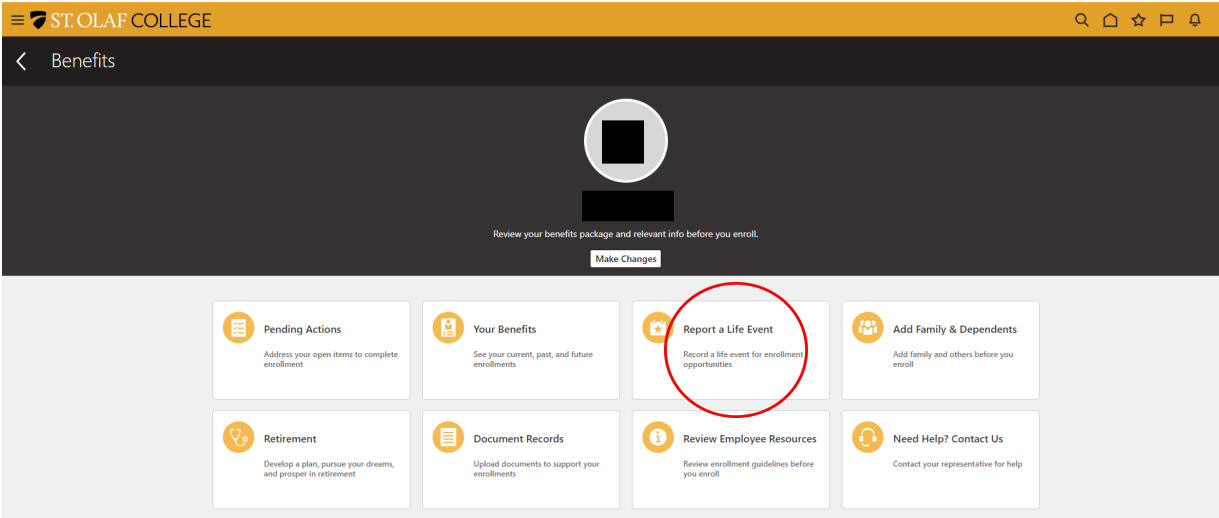 ST. OLAF COLLEGE
Benefits
Review your benefits package and relevant info before you enroll.
Make Changes
Pending Actions
Address your open items to complete
enrollment
Your Benefits
See your current, past, and future
enrollments
Report a Life Event
Record a life event for enrollment
opportunities
Add Family & Dependents
Add family and others before you
enroll
Retirement
Develop a plan, pursue your dreams,
and prosper in retirement
Document Records
Upload documents to support your
enrollments
Review Employee Resources
Review enrollment guidelines before
you enroll
Need Help? Contact Us
Contact your representative for help